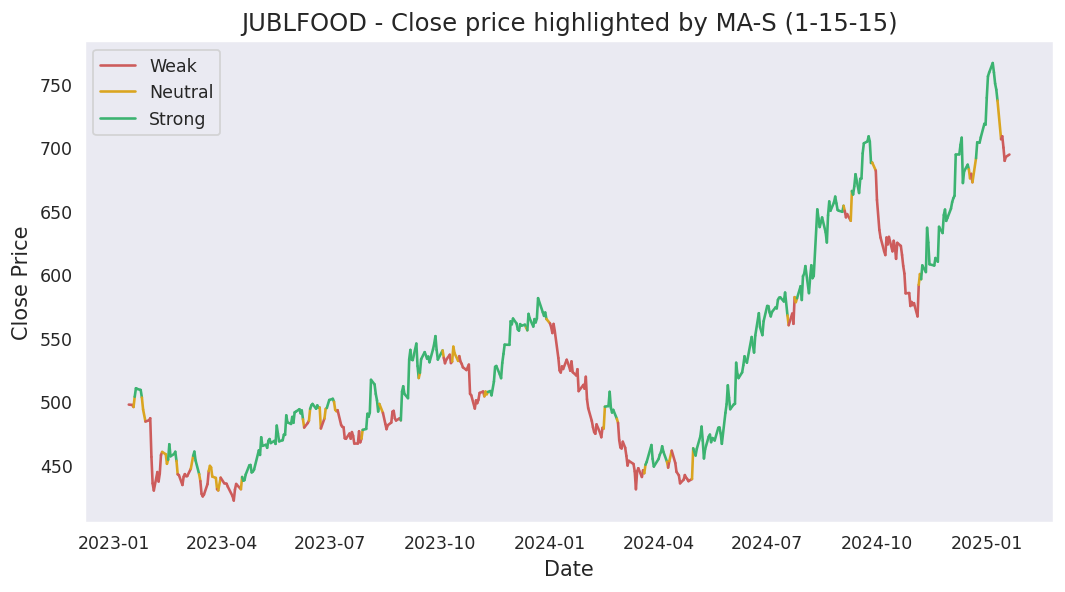 JUBLFOOD - Close price highlighted by MA-S (1-15-15)
Weak
Neutral
Strong
Close Price
750
700
650
600
550
500
450
2023-01 2023-04 2023-07 2023-10 2024-01 2024-04 2024-07 2024-10 2025-01
Date